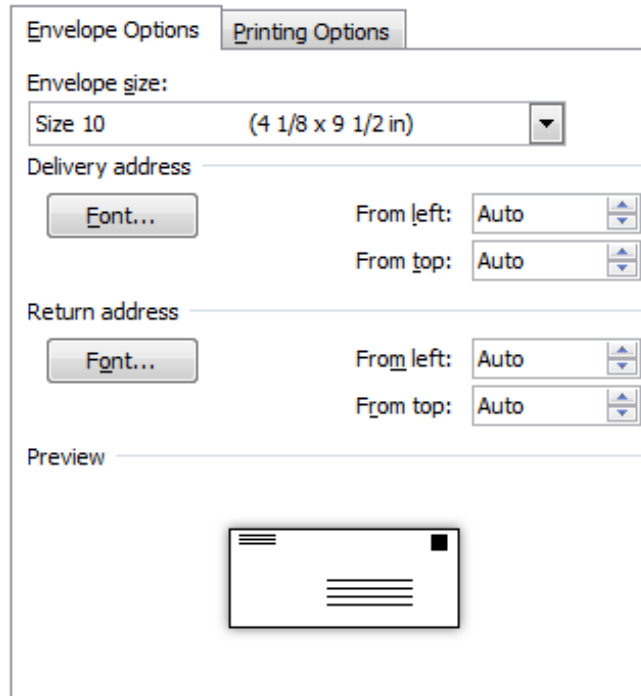 Envelope Options Printing Options
Envelope size:
Size 10 (4 1/8 x 9 1/2 in)
Delivery address
Font... From left: Auto
From top: Auto
Return address
Font... From left: Auto
From top: Auto
Preview